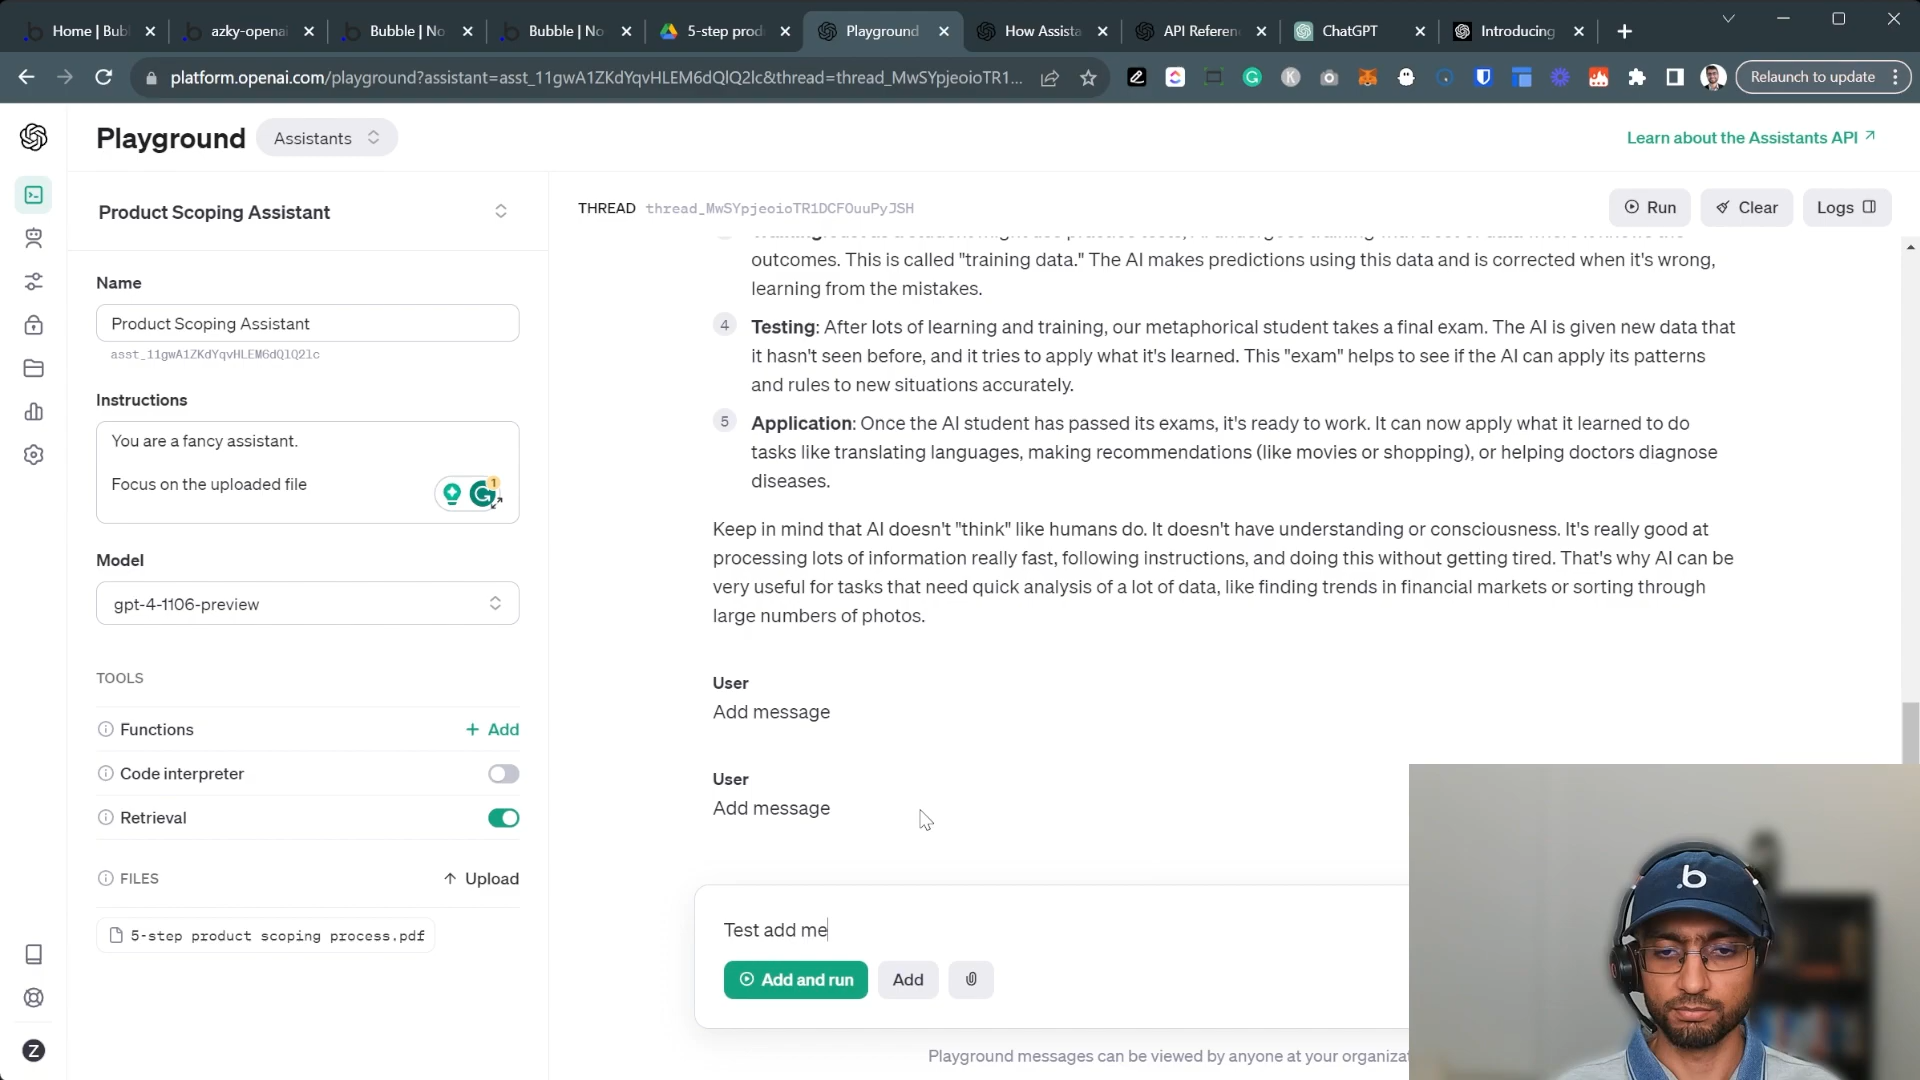 Home | Bubl
azky-openai
Bubble | No
Bubble | No
5-step prod
Playground
How Assista
API Referen
ChatGPT
Introducing
platform.openai.com/playground?assistant=asst_11gwA1ZKdYqvHLEM6dQlQ2lc&thread=thread_MwSYpjeoioTR1...
Relaunch to update
Playground
Assistants
Learn about the Assistants API
Product Scoping Assistant
THREAD thread_MwSYpjeoioTR1DCFOuuPyJSH
Run
Clear
Logs
Name
Product Scoping Assistant
asst_11gwA1ZKdYqvHLEM6dQlQ2lc
Instructions
You are a fancy assistant.
Focus on the uploaded file
1
Model
gpt-4-1106-preview
TOOLS
Functions
Add
Code interpreter
Retrieval
FILES
Upload
5-step product scoping process.pdf
Z
outcomes. This is called "training data." The AI makes predictions using this data and is corrected when it's wrong,
learning from the mistakes.
4 Testing: After lots of learning and training, our metaphorical student takes a final exam. The AI is given new data that
it hasn't seen before, and it tries to apply what it's learned. This "exam" helps to see if the AI can apply its patterns
and rules to new situations accurately.
5 Application: Once the AI student has passed its exams, it's ready to work. It can now apply what it learned to do
tasks like translating languages, making recommendations (like movies or shopping), or helping doctors diagnose
diseases.
Keep in mind that AI doesn't "think" like humans do. It doesn't have understanding or consciousness. It's really good at
processing lots of information really fast, following instructions, and doing this without getting tired. That's why AI can be
very useful for tasks that need quick analysis of a lot of data, like finding trends in financial markets or sorting through
large numbers of photos.
User
Add message
User
Add message
Test add me
Add and run
Add
Playground messages can be viewed by anyone at your organizat
.b